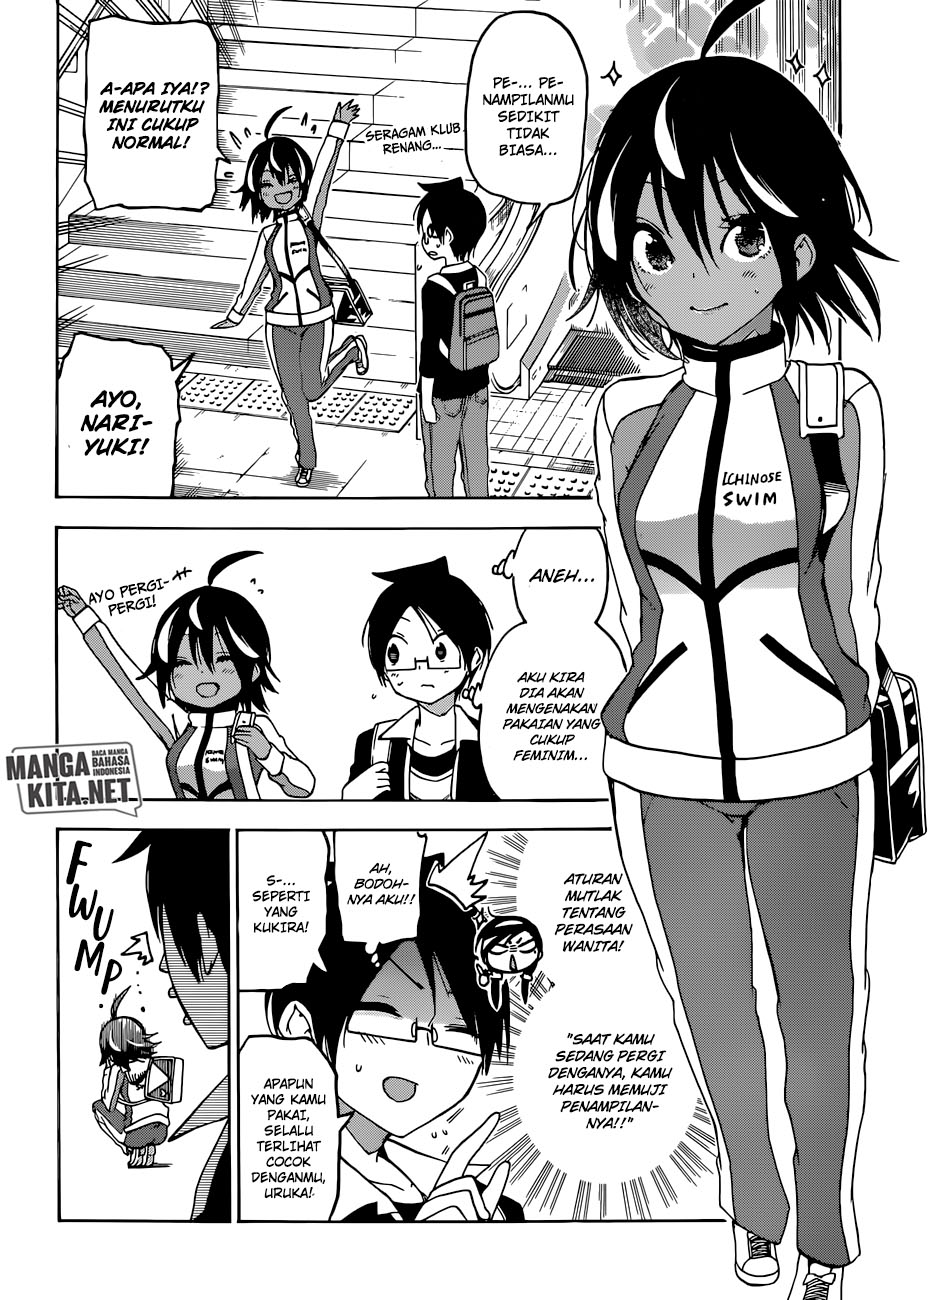 PE-... PE-
NAMPILANMU
SEDIKIT
TIDAK
BIASA...
SERAGAM KLUB
RENANG...
A-APA IYA!?
MENURUTKU
INI CUKUP
NORMAL!
AYO,
NARI-
YUKI!
ICHINOSE
SWIM
ANEH...
AKU KIRA
DIA AKAN
MENGENAKAN
PAKAIAN YANG
CUKUP
FEMINIM...
AYO PERGI-
PERGI!
MANGA
KITA.NET
BACA MANGA
BAHASA
INDONESIA
ATURAN
MUTLAK
TENTANG
PERASAAN
WANITA!
"SAAT KAMU
SEDANG PERGI
DENGANYA, KAMU
HARUS MEMUJI
PENAMPILAN-
NYA!!"
AH,
BODOH-
NYA AKU!!
S-...
SEPERTI
YANG
KUKIRA!
APAPUN
YANG KAMU
PAKAI,
SELALU
TERLIHAT
COCOK
DENGANMU,
URUKA!
FWUMP